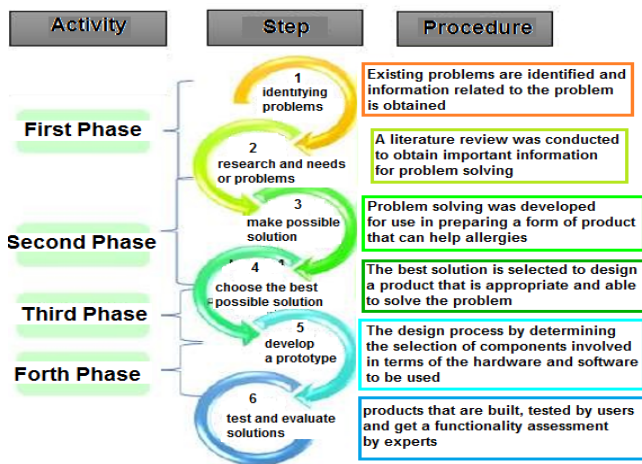 Activity
Step
Procedure
First Phase
Second Phase
Third Phase
Forth Phase
1
identifying
problems
2
research and needs
or problems
3
make possible
solution
4
choose the best
possible solution
5
develop
a prototype
6
test and evaluate
solutions
Existing problems are identified and
information related to the problem
is obtained
A literature review was conducted
to obtain important information
for problem solving
Problem solving was developed
for use in preparing a form of product
that can help allergies
The best solution is selected to design
a product that is appropriate and able
to solve the problem
The design process by determining
the selection of components involved
in terms of the hardware and software
to be used
products that are built, tested by users
and get a functionality assessment
by experts